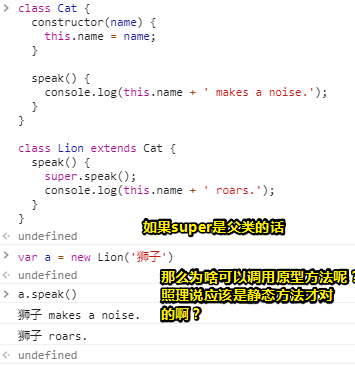 class Cat {
constructor(name) {
this.name = name;
}
speak() {
console.log(this.name + ' makes a noise.');
}
}
class Lion extends Cat {
speak() {
super.speak();
console.log(this.name + ' roars.');
}
}
如果super是父类的话
undefined
var a = new Lion('狮子')
那么为啥可以调用原型方法呢？
undefined
照理说应该是静态方法才对
a.speak()
的啊？
狮子 makes a noise.
狮子 roars.
undefined